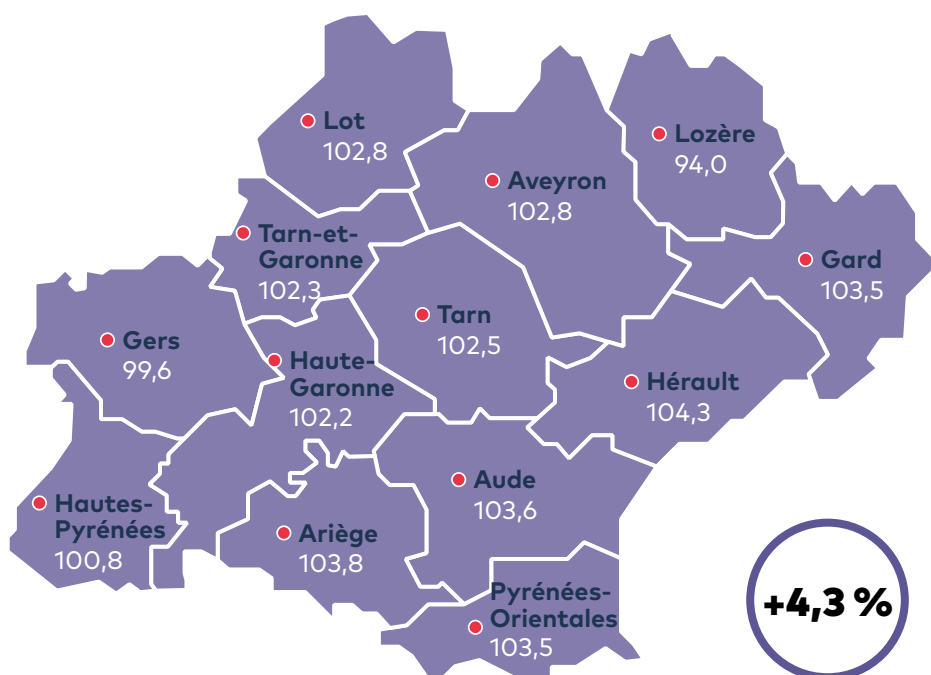 Lot
102,8
Lozère
94,0
Aveyron
102,8
Tarn-et-
Garonne
102,3
Gard
103,5
Tarn
102,5
Gers
99,6
Haute-
Garonne
102,2
Hérault
104,3
Hautes-
Pyrénées
100,8
Aude
103,6
Ariège
103,8
Pyrénées-
Orientales
103,5
+4,3 %